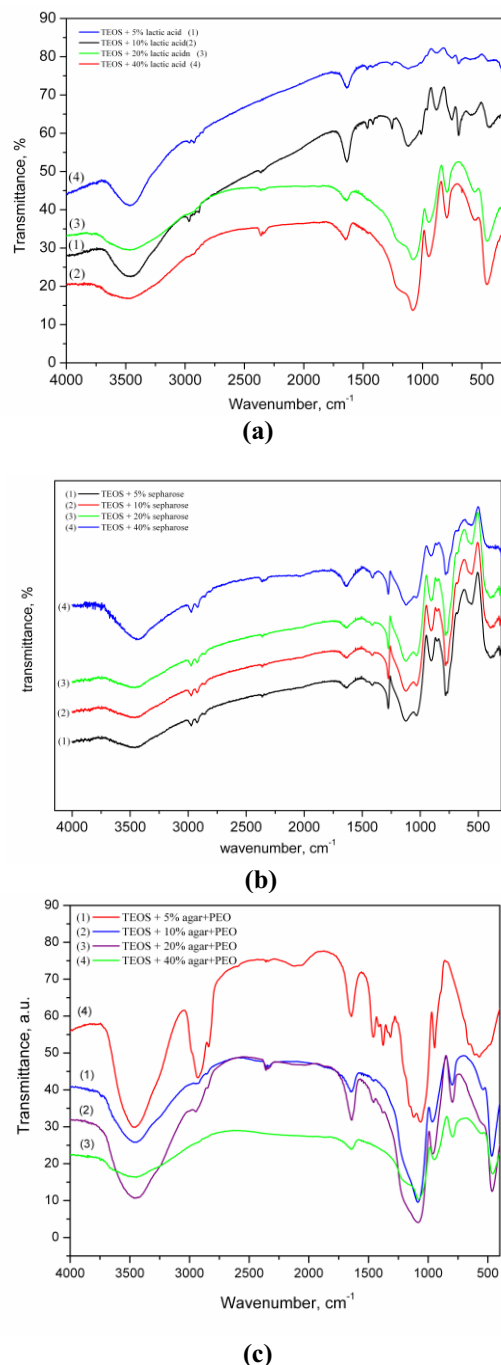 90
80
70
60
50
40
30
20
10
0
Transmittance, %
TEOS + 5% lactic acid (1)
TEOS + 10% lactic acid(2)
TEOS + 20% lactic acidn (3)
TEOS + 40% lactic acid (4)
(4)
(3)
(1)
(2)
4000 3500 3000 2500 2000 1500 1000 500
Wavenumber, cm-1
(a)
transmittance, %
(1) TEOS + 5% sepharose
(2) TEOS + 10% sepharose
(3) TEOS + 20% sepharose
(4) TEOS + 40% sepharose
(4)
(3)
(2)
(1)
4000 3500 3000 2500 2000 1500 1000 500
wavenumber, cm-1
(b)
90
80
70
60
50
40
30
20
10
0
Transmittance, a.u.
(1) TEOS + 5% agar+PEO
(2) TEOS + 10% agar+PEO
(3) TEOS + 20% agar+PEO
(4) TEOS + 40% agar+PEO
(4)
(1)
(2)
(3)
4000 3500 3000 2500 2000 1500 1000 500
Wavenumber, cm-1
(c)